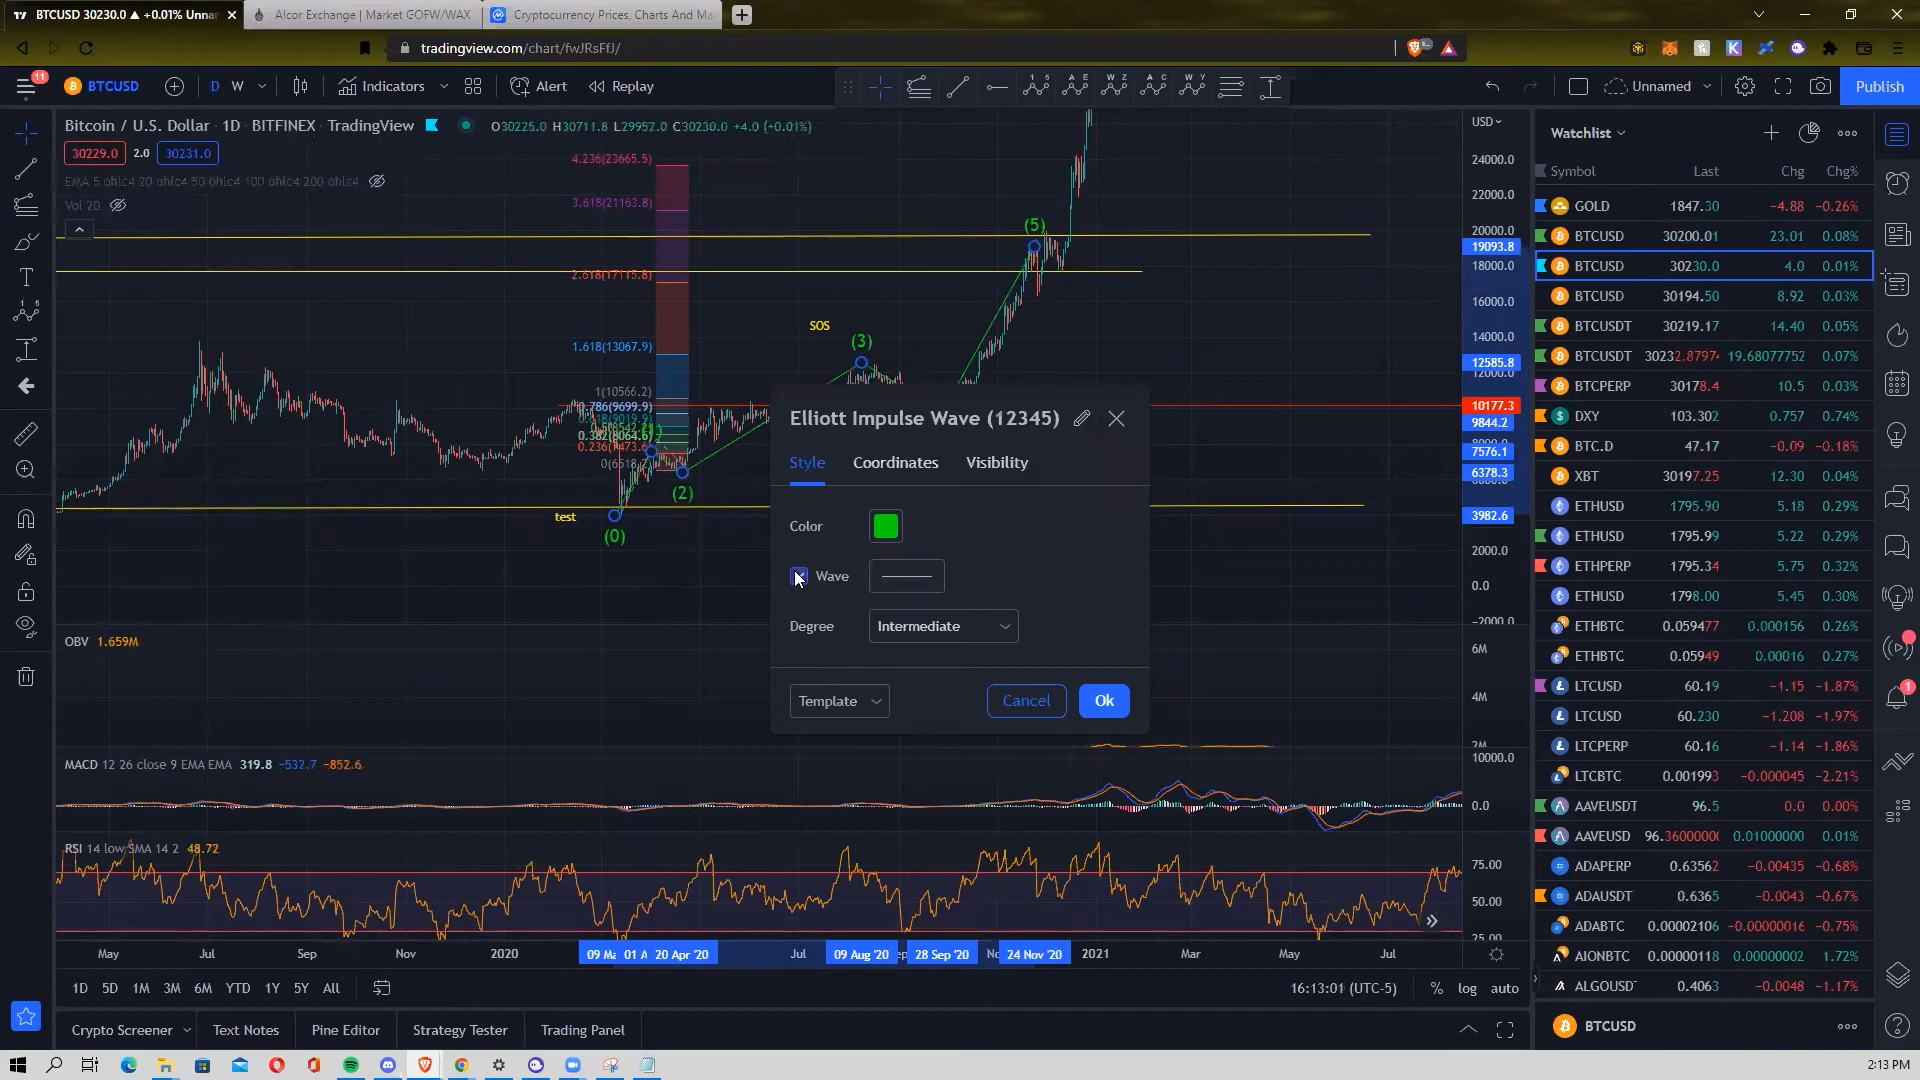 BTCUSD 30230.0 ▲ +0.01% Unna
Alcor Exchange | Market GOFW/WAX
Cryptocurrency Prices, Charts And Ma
tradingview.com/chart/fwJRsFfJ/
11
BTCUSD
D
W
Indicators
Alert
Replay
Unnamed
Publish
Bitcoin / U.S. Dollar · 1D · BITFINEX · TradingView
O30225.0 H30711.8 L29957.0 C30230.0 +4.0 (+0.01%)
30229.0 2.0 30231.0
EMA 5 ohlc4 20 ohlc4 50 ohlc4 100 ohlc4 200 ohlc4
Vol 20
4.236(23665.5)
3.618(21163.8)
2.618(17115.8)
1.618(13067.9)
1(10566.2)
0.786(9699.9)
0.382(8064.6)
(0)
(2)
(3)
(5)
SOS
test
USD
24000.0
22000.0
20000.0
19093.8
18000.0
16000.0
14000.0
12585.8
12000.0
10177.3
9844.2
7576.1
6378.3
3982.6
2000.0
0.0
−2000.0
Elliott Impulse Wave (12345)
Style
Coordinates
Visibility
Color
Wave
Degree
Intermediate
Template
Cancel
Ok
OBV 1.659M
6M
4M
2M
MACD 12 26 close 9 EMA EMA 319.8 −532.7 −852.6
10000.0
0.0
RSI 14 low SMA 14 2 48.72
75.00
50.00
25.00
May Jul Sep Nov 2020 20 Apr '20 Jul 09 Aug '20 28 Sep '20 24 Nov '20 2021 Mar May Jul
1D 5D 1M 3M 6M YTD 1Y 5Y All
16:13:01 (UTC-5)
% log auto
Crypto Screener
Text Notes
Pine Editor
Strategy Tester
Trading Panel
Watchlist
Symbol Last Chg Chg%
GOLD 1847.30 −4.88 −0.26%
BTCUSD 30200.01 23.01 0.08%
BTCUSD 30230.0 4.0 0.01%
BTCUSD 30194.50 8.92 0.03%
BTCUSDT 30219.17 14.40 0.05%
BTCUSDT 30232.8797 19.68077752 0.07%
BTCPERP 30178.4 10.5 0.03%
DXY 103.302 0.757 0.74%
BTC.D 47.17 −0.09 −0.18%
XBT 30197.25 12.30 0.04%
ETHUSD 1795.90 5.18 0.29%
ETHUSD 1795.99 5.22 0.29%
ETHPERP 1795.34 5.75 0.32%
ETHUSD 1798.00 5.45 0.30%
ETHBTC 0.059477 0.000156 0.26%
ETHBTC 0.05949 0.00016 0.27%
LTCUSD 60.19 −1.15 −1.87%
LTCUSD 60.230 −1.208 −1.97%
LTCPERP 60.16 −1.14 −1.86%
LTCBTC 0.001993 −0.000045 −2.21%
AAVEUSDT 96.5 0.0 0.00%
AAVEUSD 96.3600000 0.01000000 0.01%
ADAPERP 0.63562 −0.00435 −0.68%
ADAUSDT 0.6365 −0.0043 −0.67%
ADABTC 0.00002106 −0.00000016 −0.75%
AIONBTC 0.00000118 0.00000002 1.72%
ALGOUSD 0.4063 −0.0048 −1.17%
BTCUSD
1
2:13 PM